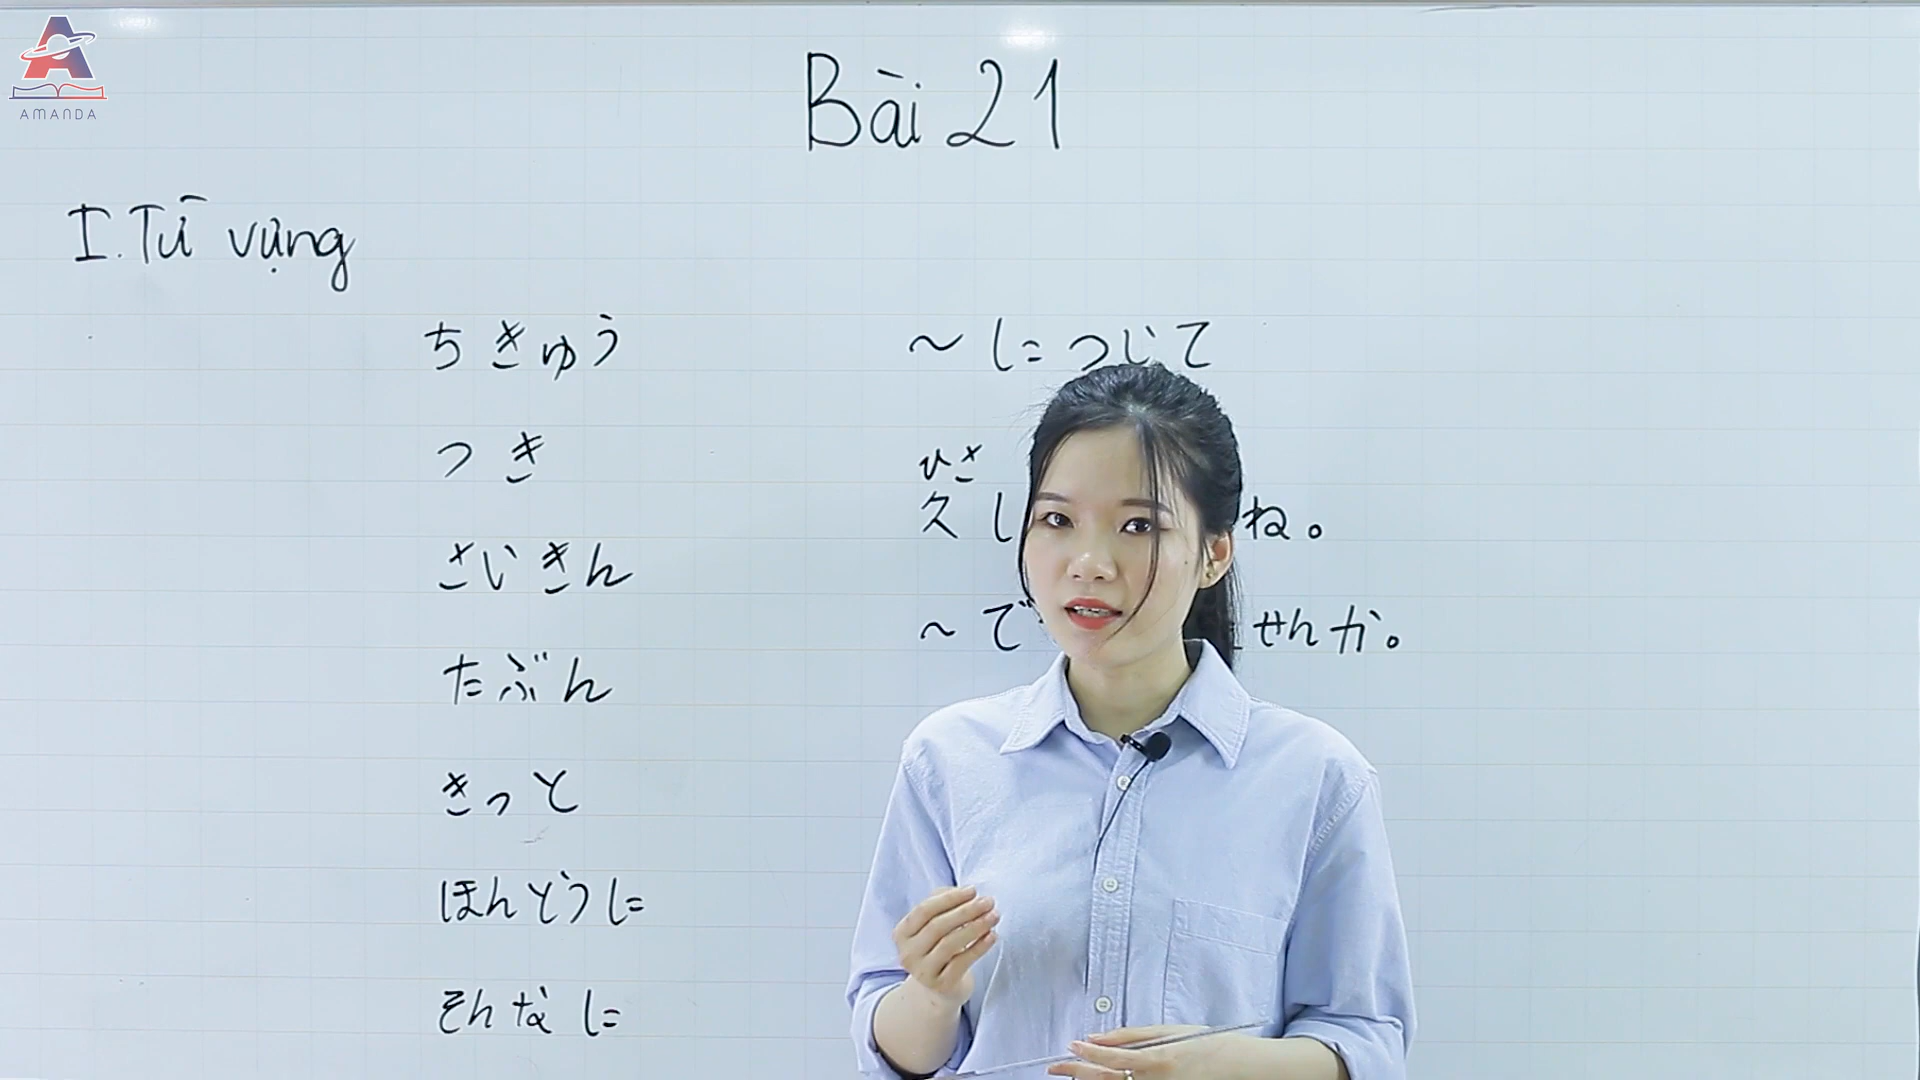 AMANDA
Bài 21
I. Từ vựng
ちきゅう
つき
さいきん
たぶん
きっと
ほんとうに
そんなに
~について
ひさ
久し ね。
~で せんか。